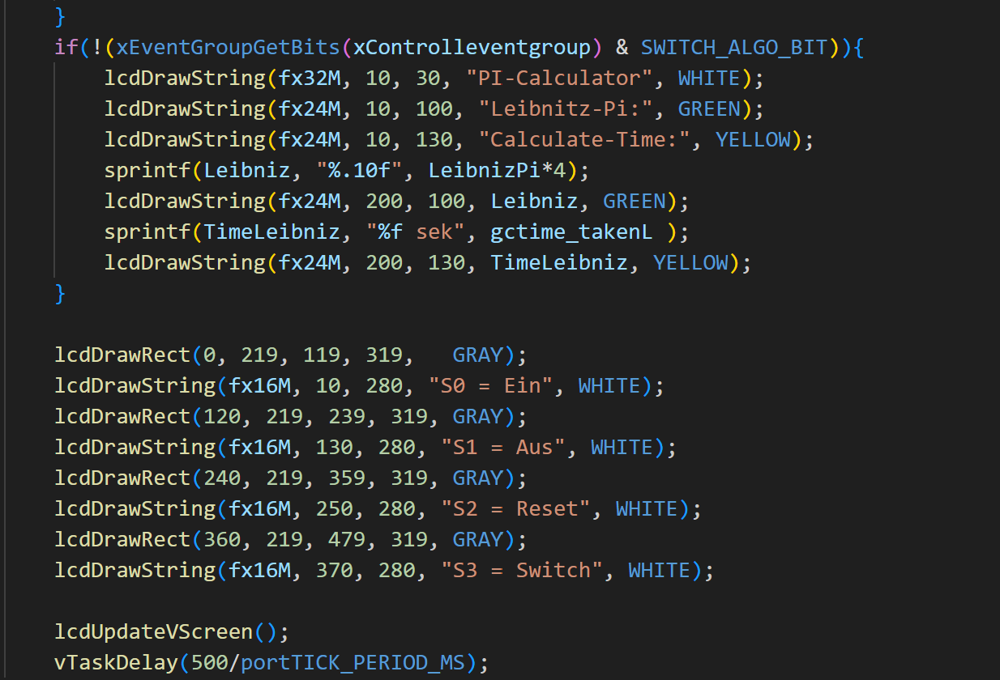 }
if(!(xEventGroupGetBits(xControlleventgroup) & SWITCH_ALGO_BIT)){
    lcdDrawString(fx32M, 10, 30, "PI-Calculator", WHITE);
    lcdDrawString(fx24M, 10, 100, "Leibnitz-Pi:", GREEN);
    lcdDrawString(fx24M, 10, 130, "Calculate-Time:", YELLOW);
    sprintf(Leibniz, "%.10f", LeibnizPi*4);
    lcdDrawString(fx24M, 200, 100, Leibniz, GREEN);
    sprintf(TimeLeibniz, "%f sek", gctime_takenL );
    lcdDrawString(fx24M, 200, 130, TimeLeibniz, YELLOW);
}

lcdDrawRect(0, 219, 119, 319,   GRAY);
lcdDrawString(fx16M, 10, 280, "S0 = Ein", WHITE);
lcdDrawRect(120, 219, 239, 319, GRAY);
lcdDrawString(fx16M, 130, 280, "S1 = Aus", WHITE);
lcdDrawRect(240, 219, 359, 319, GRAY);
lcdDrawString(fx16M, 250, 280, "S2 = Reset", WHITE);
lcdDrawRect(360, 219, 479, 319, GRAY);
lcdDrawString(fx16M, 370, 280, "S3 = Switch", WHITE);

lcdUpdateVScreen();
vTaskDelay(500/portTICK_PERIOD_MS);